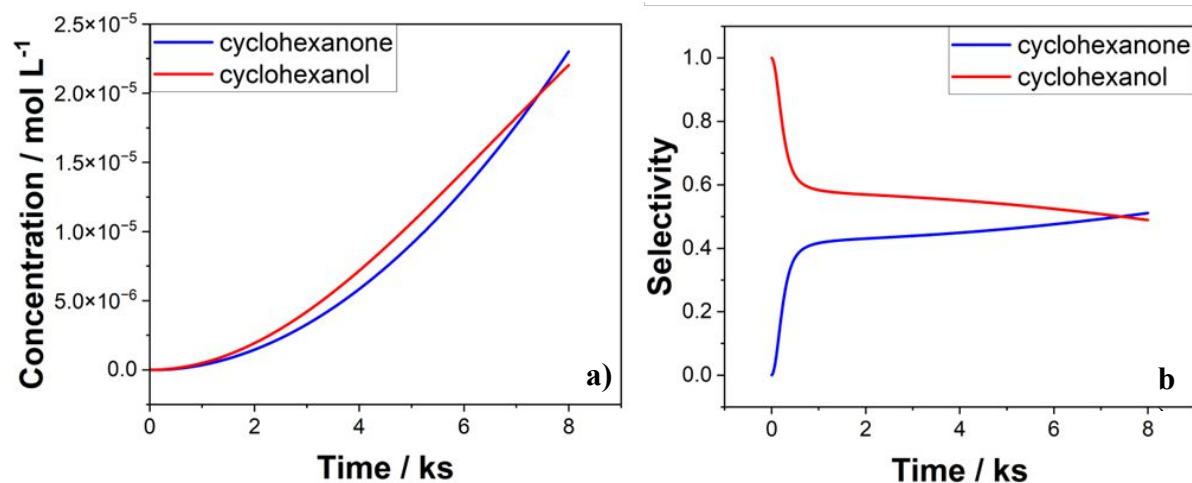 Concentration / mol L⁻¹
2.5×10⁻⁵
2.0×10⁻⁵
1.5×10⁻⁵
1.0×10⁻⁵
5.0×10⁻⁶
0.0
cyclohexanone
cyclohexanol
a)
0 2 4 6 8
Time / ks
Selectivity
1.0
0.8
0.6
0.4
0.2
0.0
cyclohexanone
cyclohexanol
b
0 2 4 6 8
Time / ks